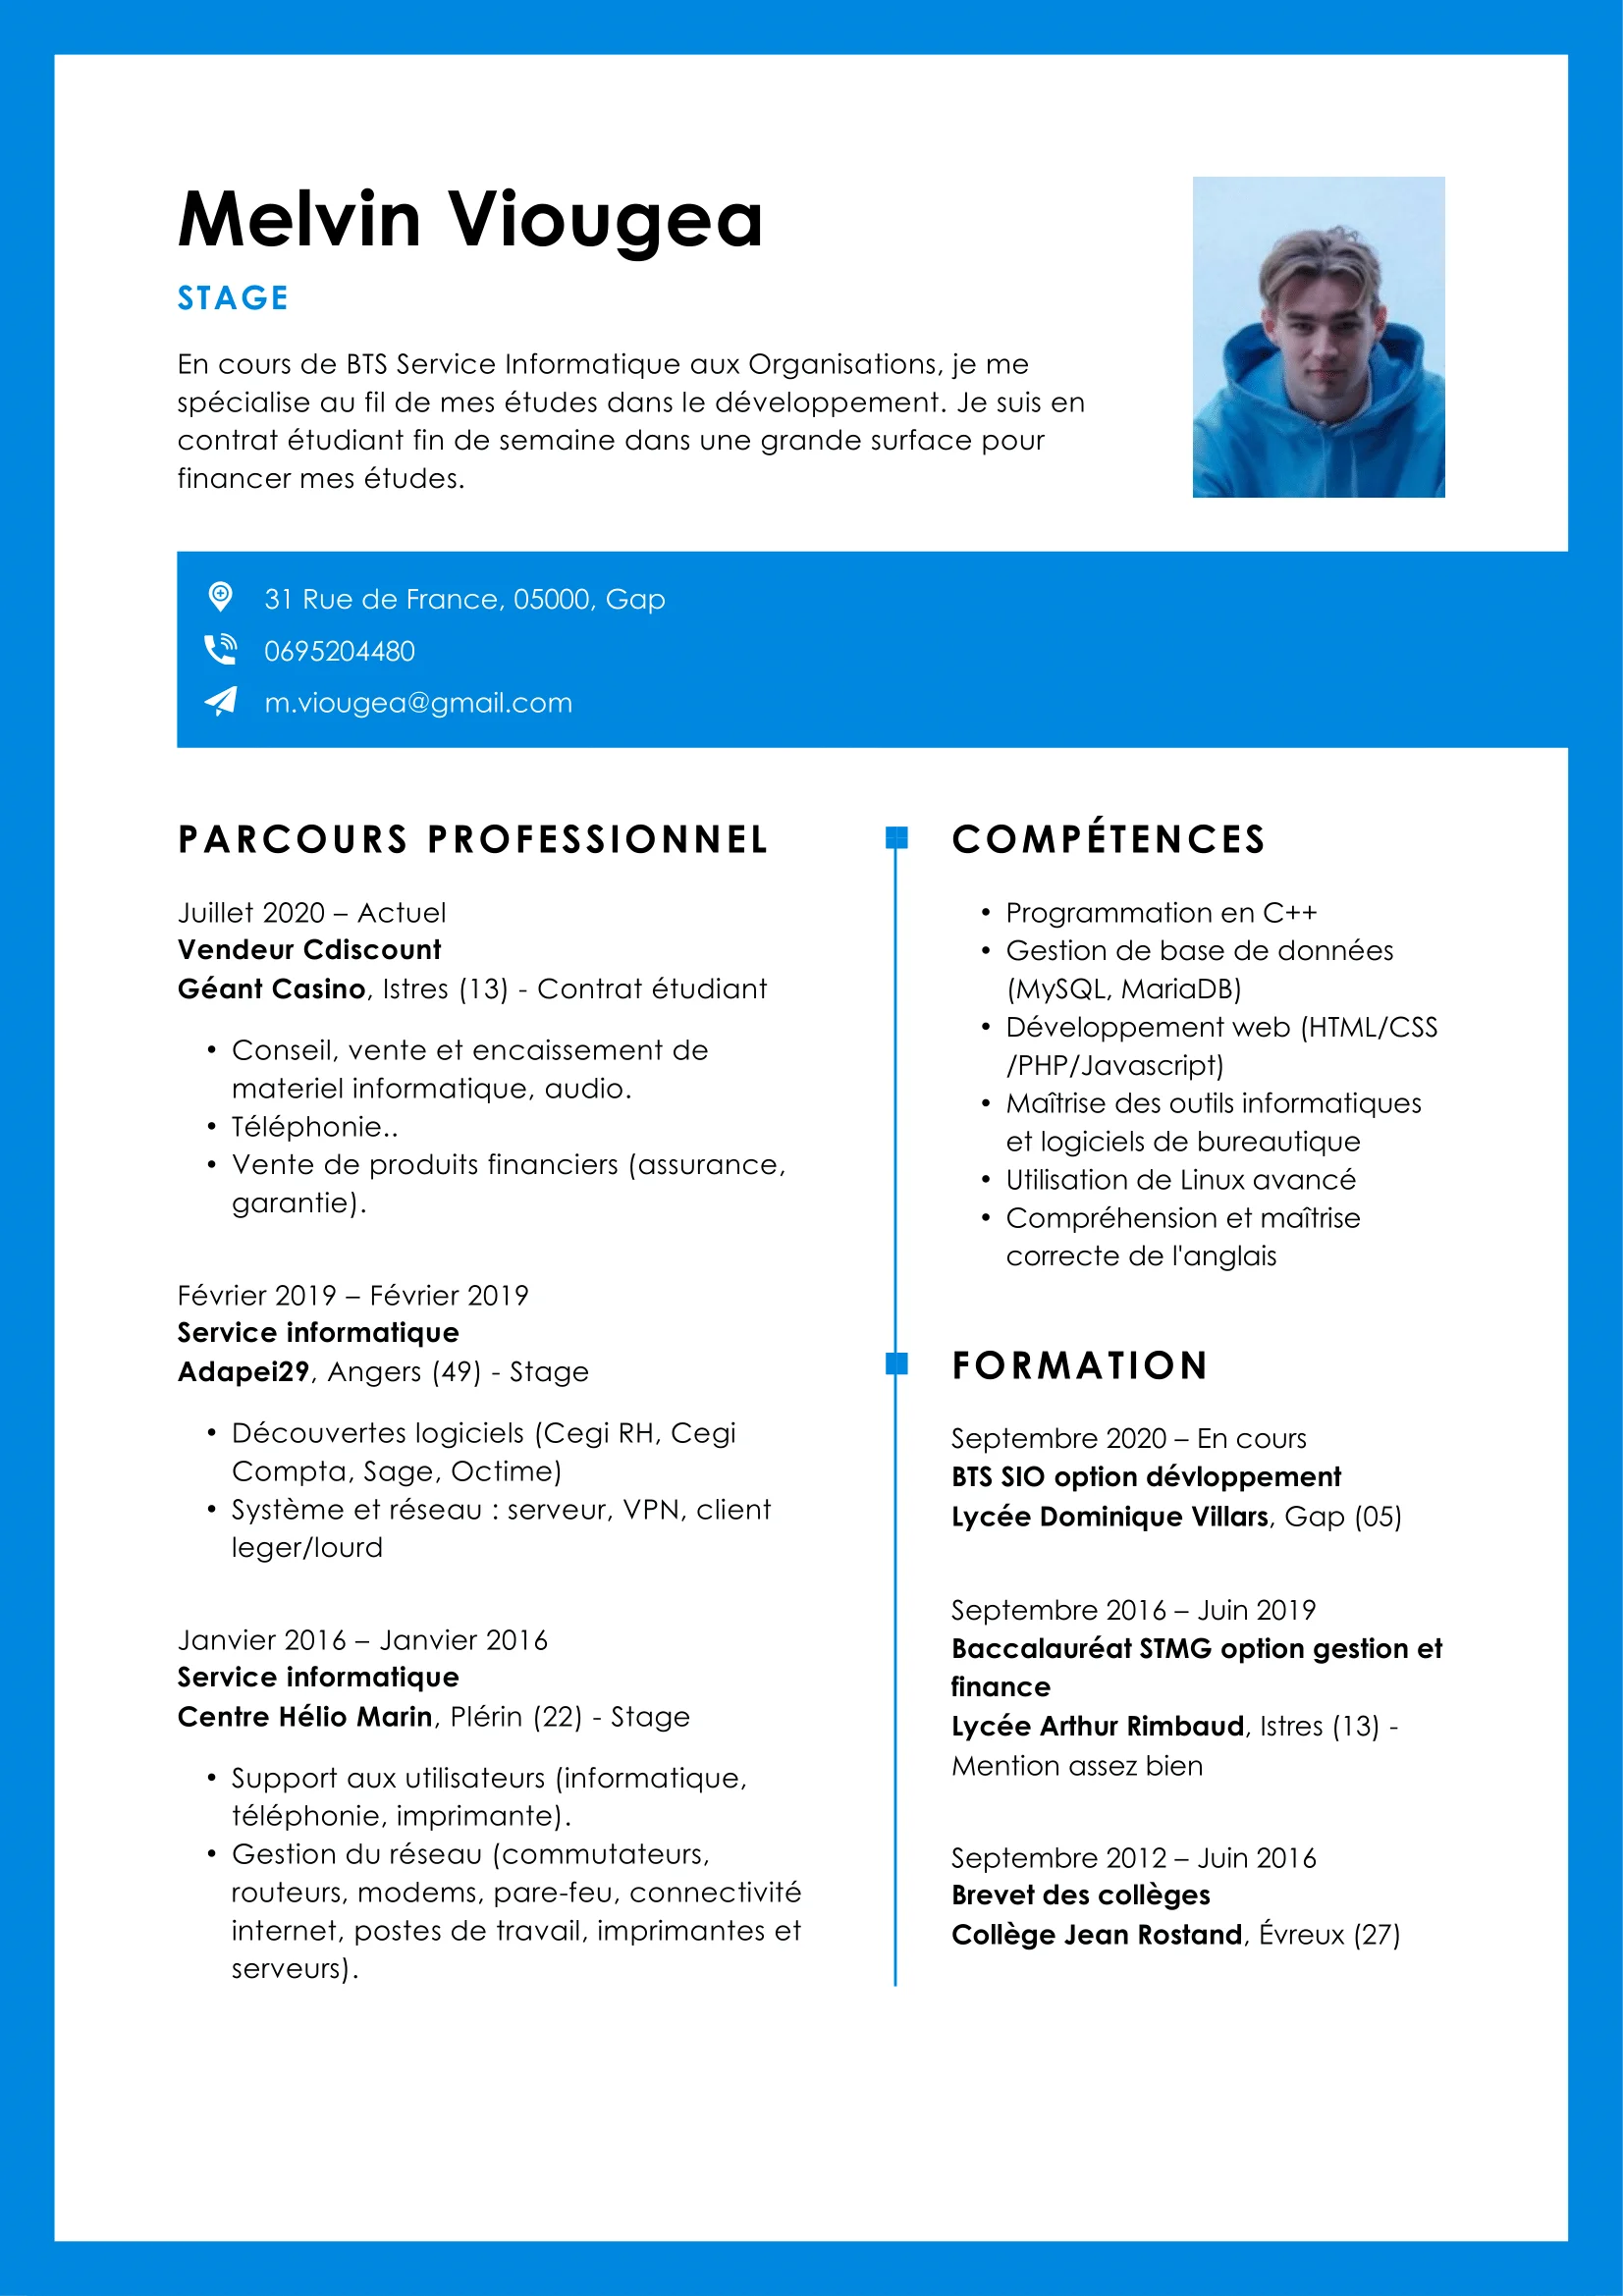 Melvin Viougea
STAGE
En cours de BTS Service Informatique aux Organisations, je me
spécialise au fil de mes études dans le développement. Je suis en
contrat étudiant fin de semaine dans une grande surface pour
financer mes études.
31 Rue de France, 05000, Gap
0695204480
m.viougea@gmail.com
PARCOURS PROFESSIONNEL
Juillet 2020 – Actuel
Vendeur Cdiscount
Géant Casino, Istres (13) - Contrat étudiant
• Conseil, vente et encaissement de
materiel informatique, audio.
• Téléphonie..
• Vente de produits financiers (assurance,
garantie).
Février 2019 – Février 2019
Service informatique
Adapei29, Angers (49) - Stage
• Découvertes logiciels (Cegi RH, Cegi
Compta, Sage, Octime)
• Système et réseau : serveur, VPN, client
leger/lourd
Janvier 2016 – Janvier 2016
Service informatique
Centre Hélio Marin, Plérin (22) - Stage
• Support aux utilisateurs (informatique,
téléphonie, imprimante).
• Gestion du réseau (commutateurs,
routeurs, modems, pare-feu, connectivité
internet, postes de travail, imprimantes et
serveurs).
COMPÉTENCES
• Programmation en C++
• Gestion de base de données
(MySQL, MariaDB)
• Développement web (HTML/CSS
/PHP/Javascript)
• Maîtrise des outils informatiques
et logiciels de bureautique
• Utilisation de Linux avancé
• Compréhension et maîtrise
correcte de l'anglais
FORMATION
Septembre 2020 – En cours
BTS SIO option dévloppement
Lycée Dominique Villars, Gap (05)
Septembre 2016 – Juin 2019
Baccalauréat STMG option gestion et
finance
Lycée Arthur Rimbaud, Istres (13) -
Mention assez bien
Septembre 2012 – Juin 2016
Brevet des collèges
Collège Jean Rostand, Évreux (27)